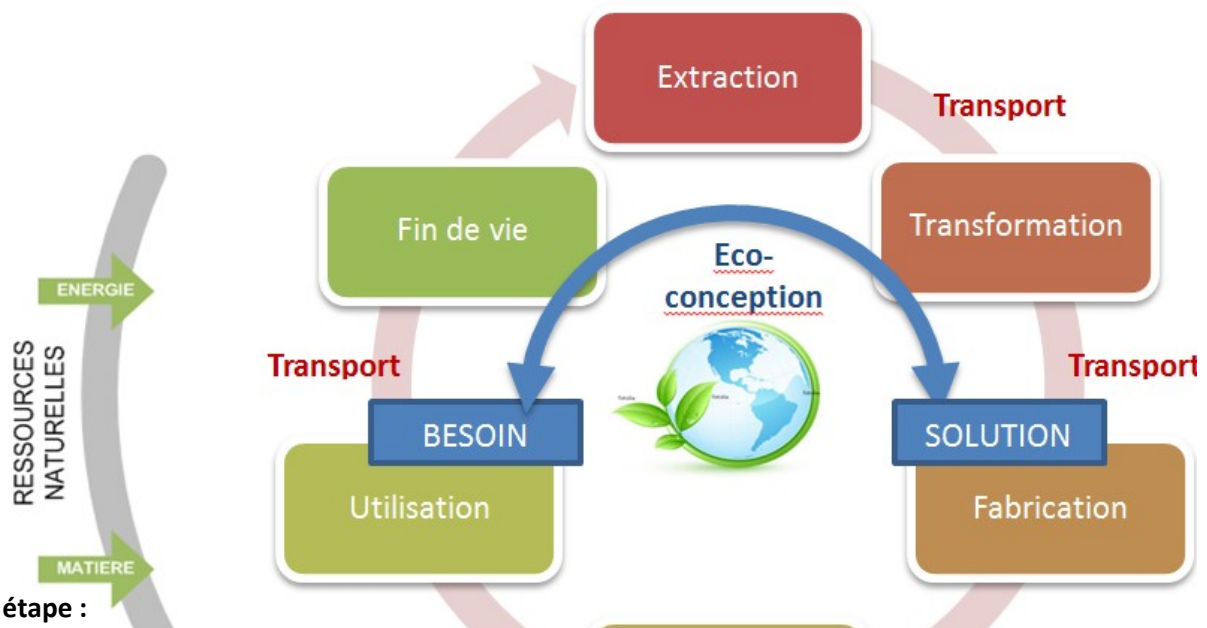 Extraction
Transport
Fin de vie
Transformation
Eco-
conception
ENERGIE
RESSOURCES
NATURELLES
Transport
Transport
BESOIN
SOLUTION
Utilisation
Fabrication
MATIERE
étape :